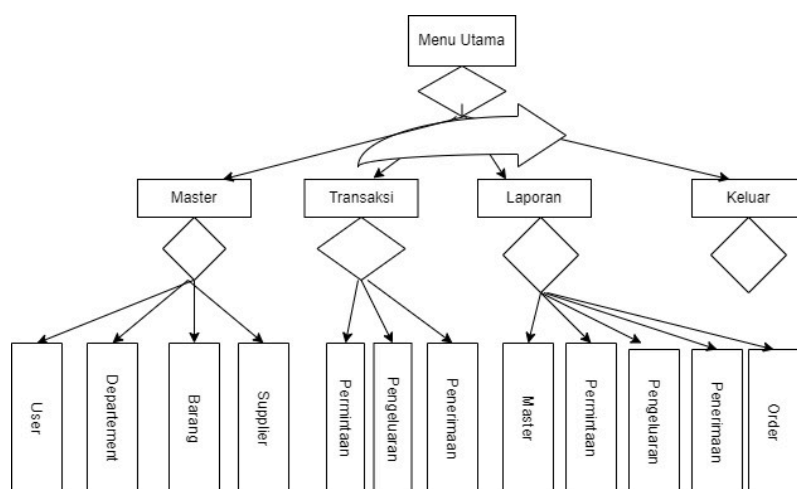 Menu Utama
Master
Transaksi
Laporan
Keluar
User
Departement
Barang
Supplier
Permintaan
Pengeluaran
Penerimaan
Master
Permintaan
Pengeluaran
Penerimaan
Order